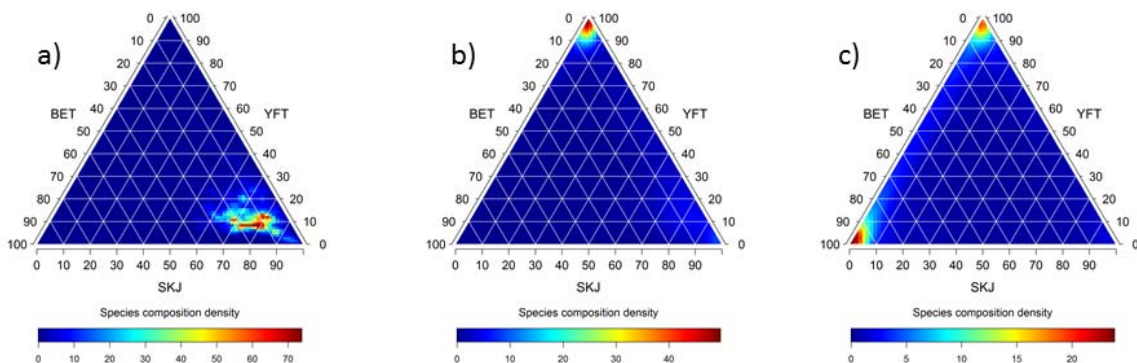 a)
0 100
10 90
20 80
30 70
BET 40 60 YFT
50 50
60 40
70 30
80 20
90 10
100 0
0 10 20 30 40 50 60 70 80 90
SKJ
Species composition density
0 10 20 30 40 50 60 70
b)
0 100
10 90
20 80
30 70
BET 40 60 YFT
50 50
60 40
70 30
80 20
90 10
100 0
0 10 20 30 40 50 60 70 80 90
SKJ
Species composition density
0 10 20 30 40
c)
0 100
10 90
20 80
30 70
BET 40 60 YFT
50 50
60 40
70 30
80 20
90 10
100 0
0 10 20 30 40 50 60 70 80 90
SKJ
Species composition density
0 5 10 15 20